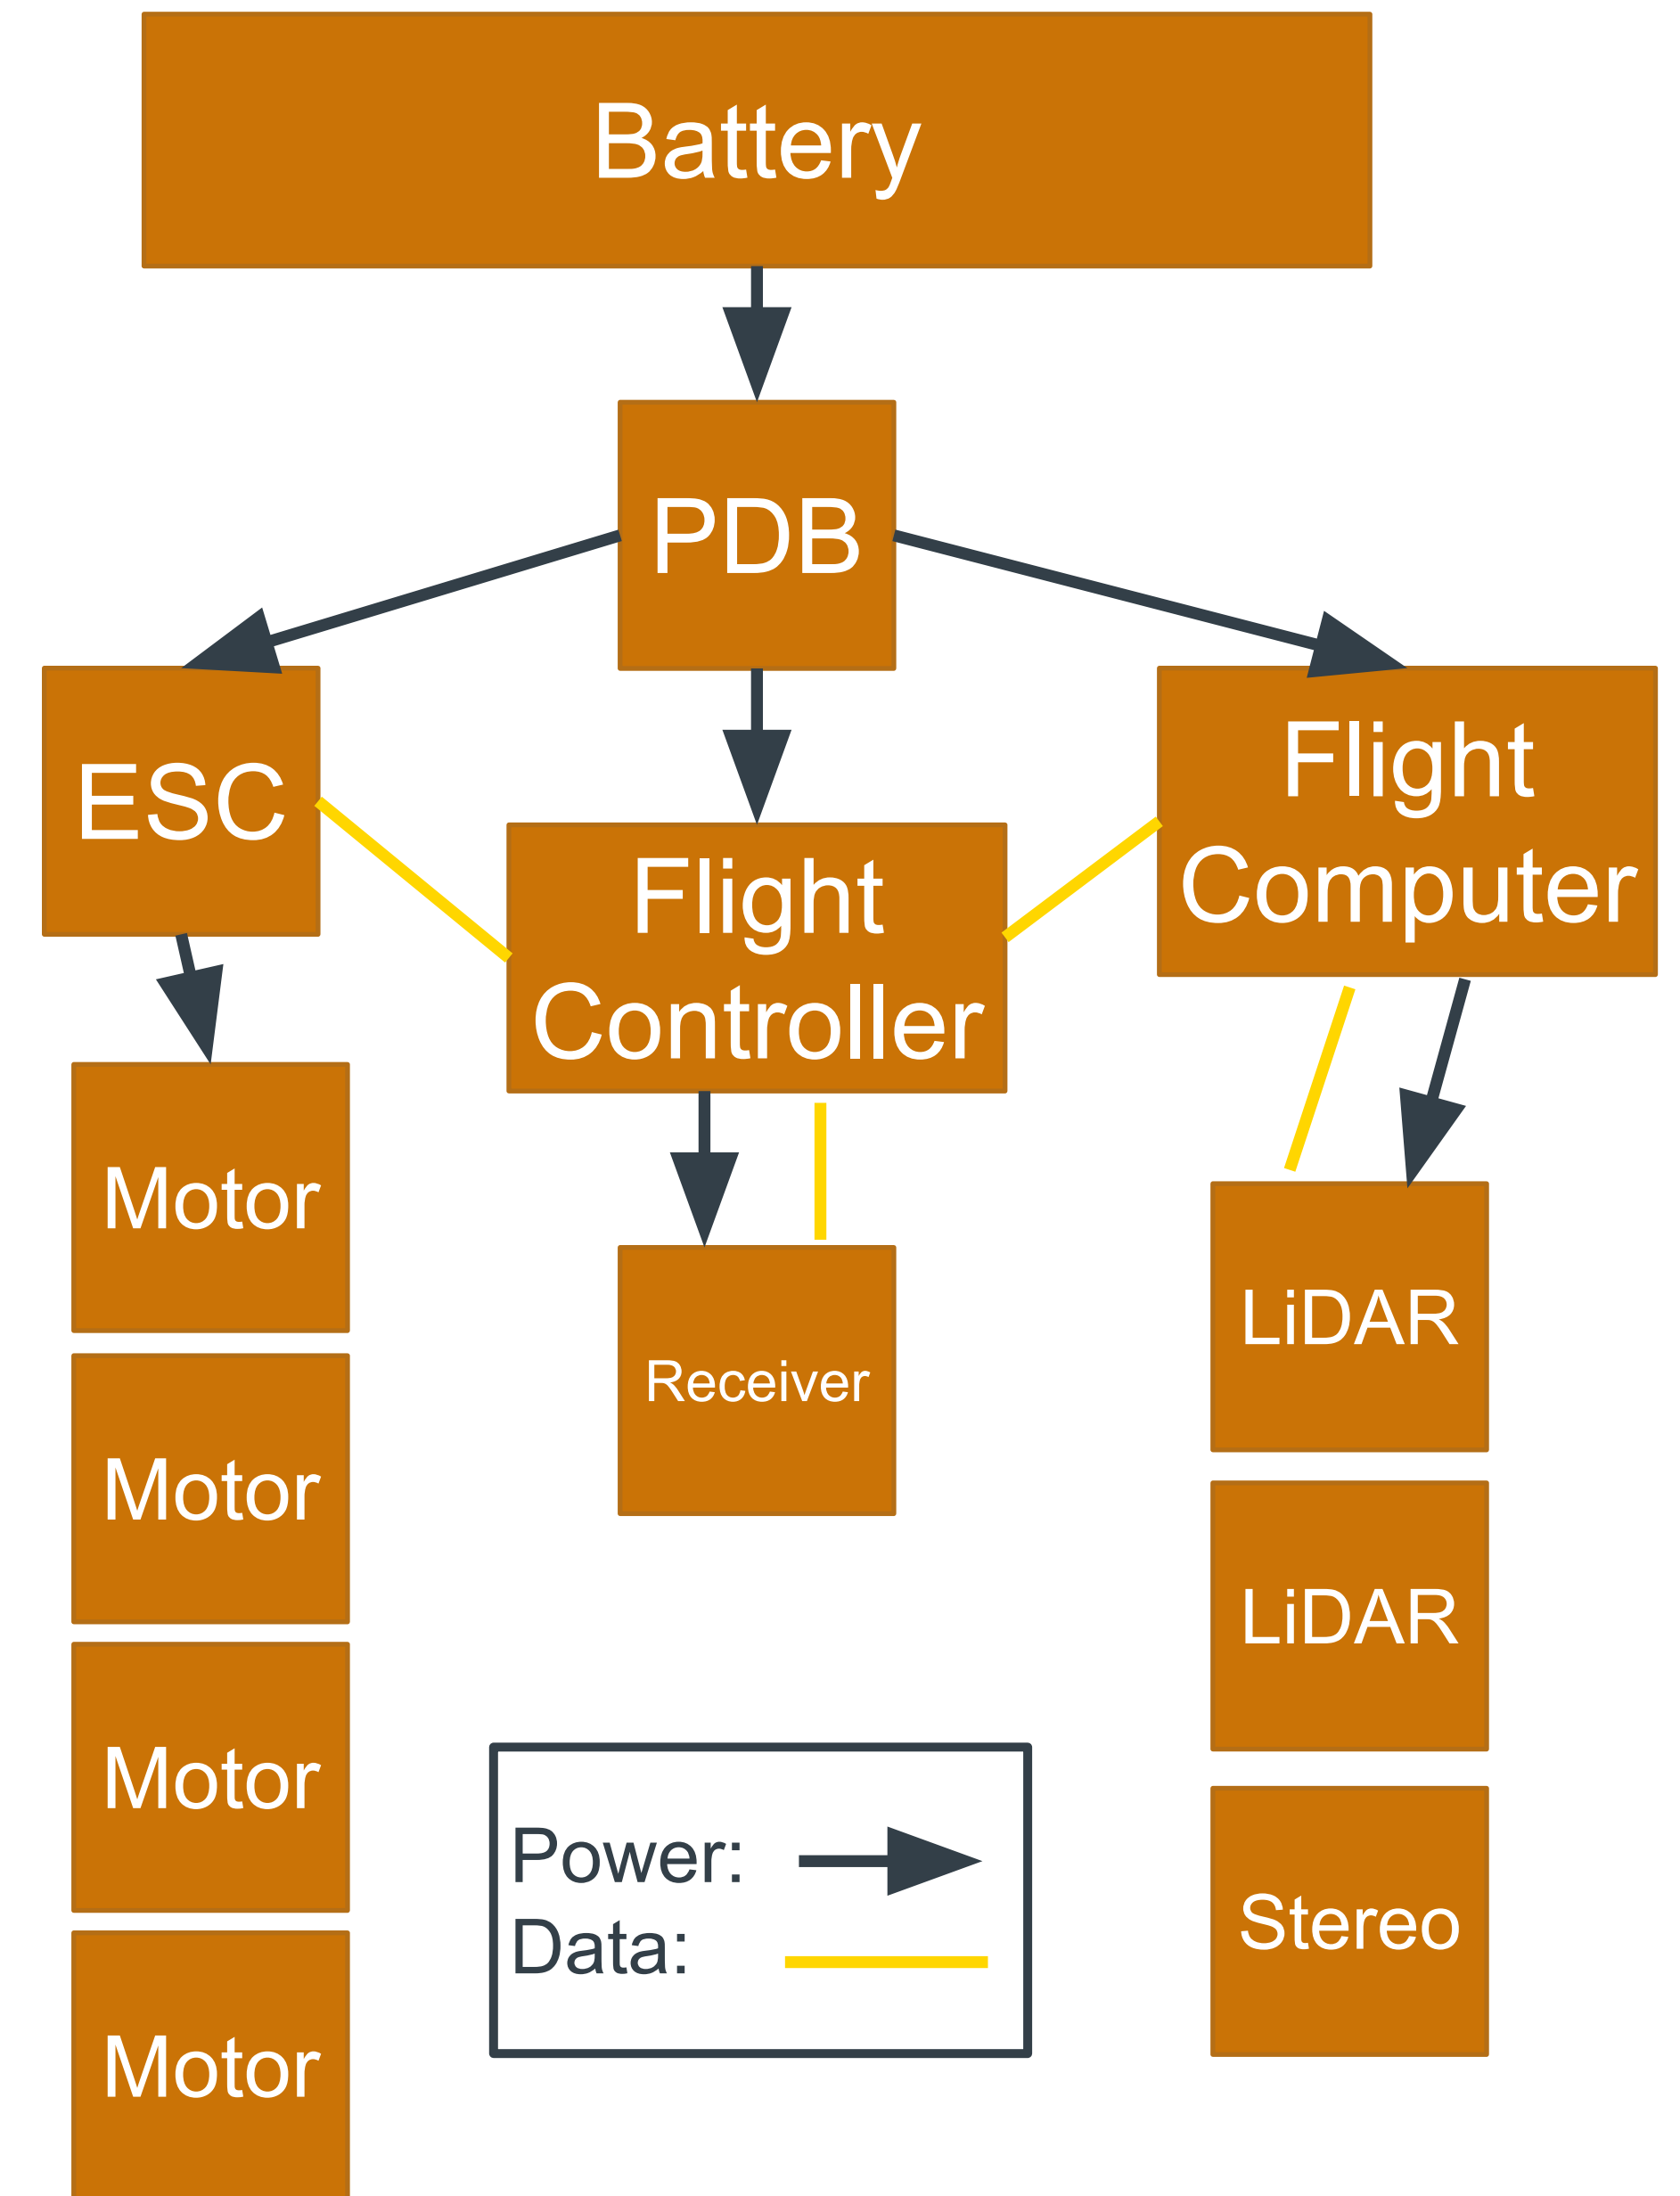 Battery
PDB
ESC
Flight
Computer
Flight
Controller
Motor
Receiver
LiDAR
Motor
LiDAR
Motor
Stereo
Motor
Power:
Data: